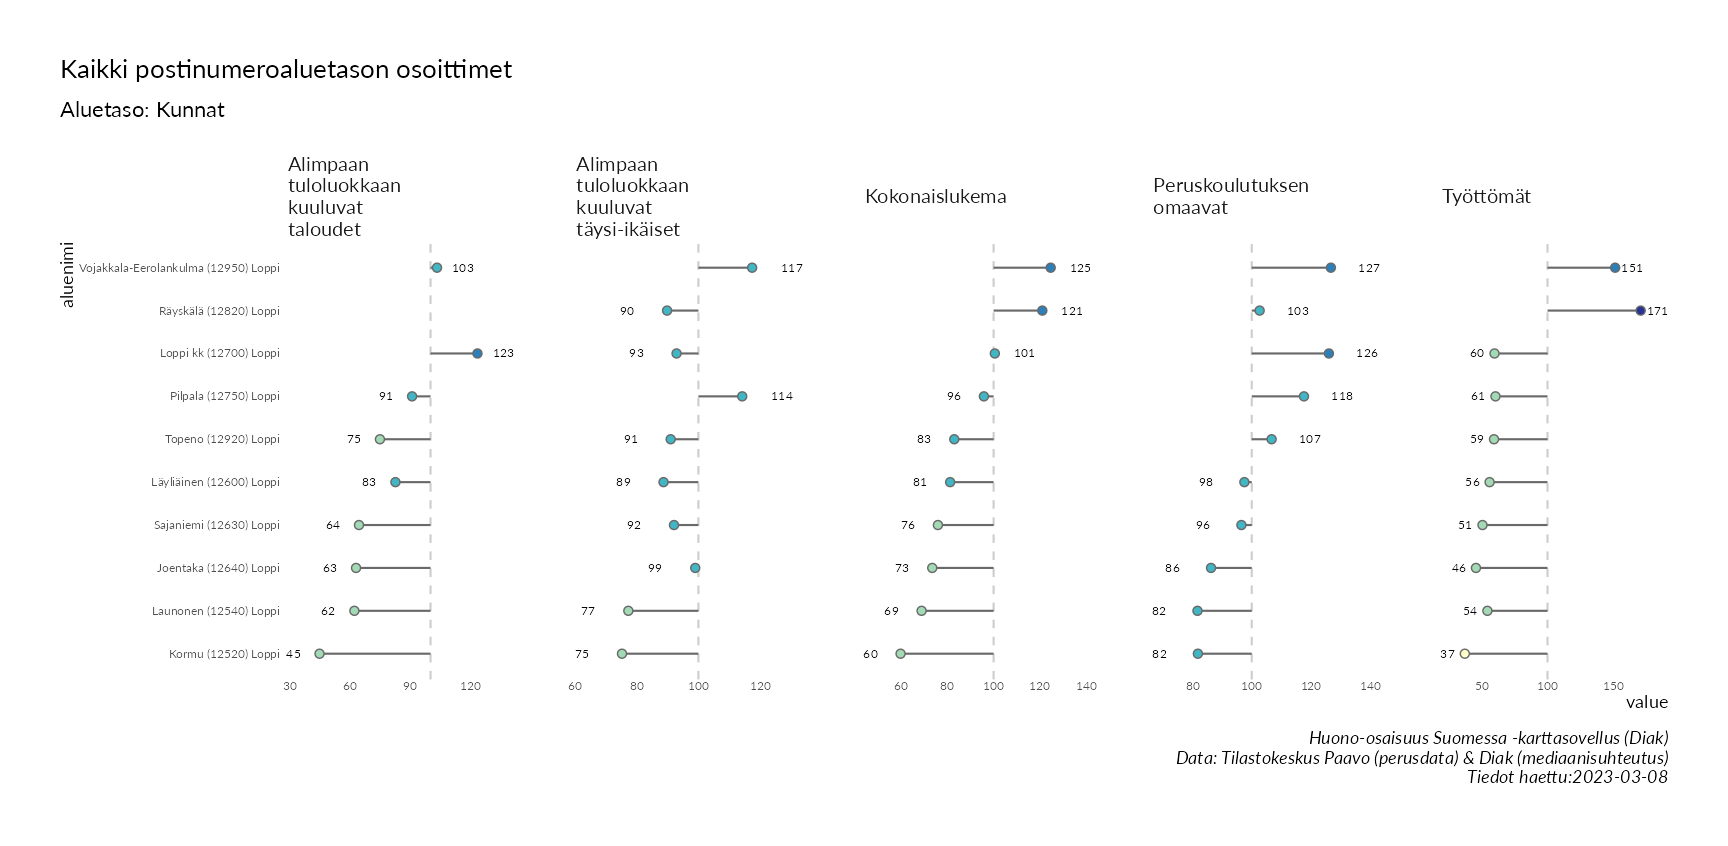 Kaikki postinumeroaluetason osoittimet
Aluetaso: Kunnat
Alimpaan
tuloluokkaan
kuuluvat
taloudet
Alimpaan
tuloluokkaan
kuuluvat
täysi-ikäiset
Kokonaislukema
Peruskoulutuksen
omaavat
Työttömät
aluenimi
Vojakkala-Eerolankulma (12950) Loppi 103 117 125 127 151
Räyskälä (12820) Loppi 90 121 103 171
Loppi kk (12700) Loppi 123 93 101 126 60
Pilpala (12750) Loppi 91 114 96 118 61
Topeno (12920) Loppi 75 91 83 107 59
Läyliäinen (12600) Loppi 83 89 81 98 56
Sajaniemi (12630) Loppi 64 92 76 96 51
Joentaka (12640) Loppi 63 99 73 86 46
Launonen (12540) Loppi 62 77 69 82 54
Kormu (12520) Loppi 45 75 60 82 37
30 60 90 120 60 80 100 120 60 80 100 120 140 80 100 120 140 50 100 150
value
Huono-osaisuus Suomessa -karttasovellus (Diak)
Data: Tilastokeskus Paavo (perusdata) & Diak (mediaanisuhteutus)
Tiedot haettu:2023-03-08